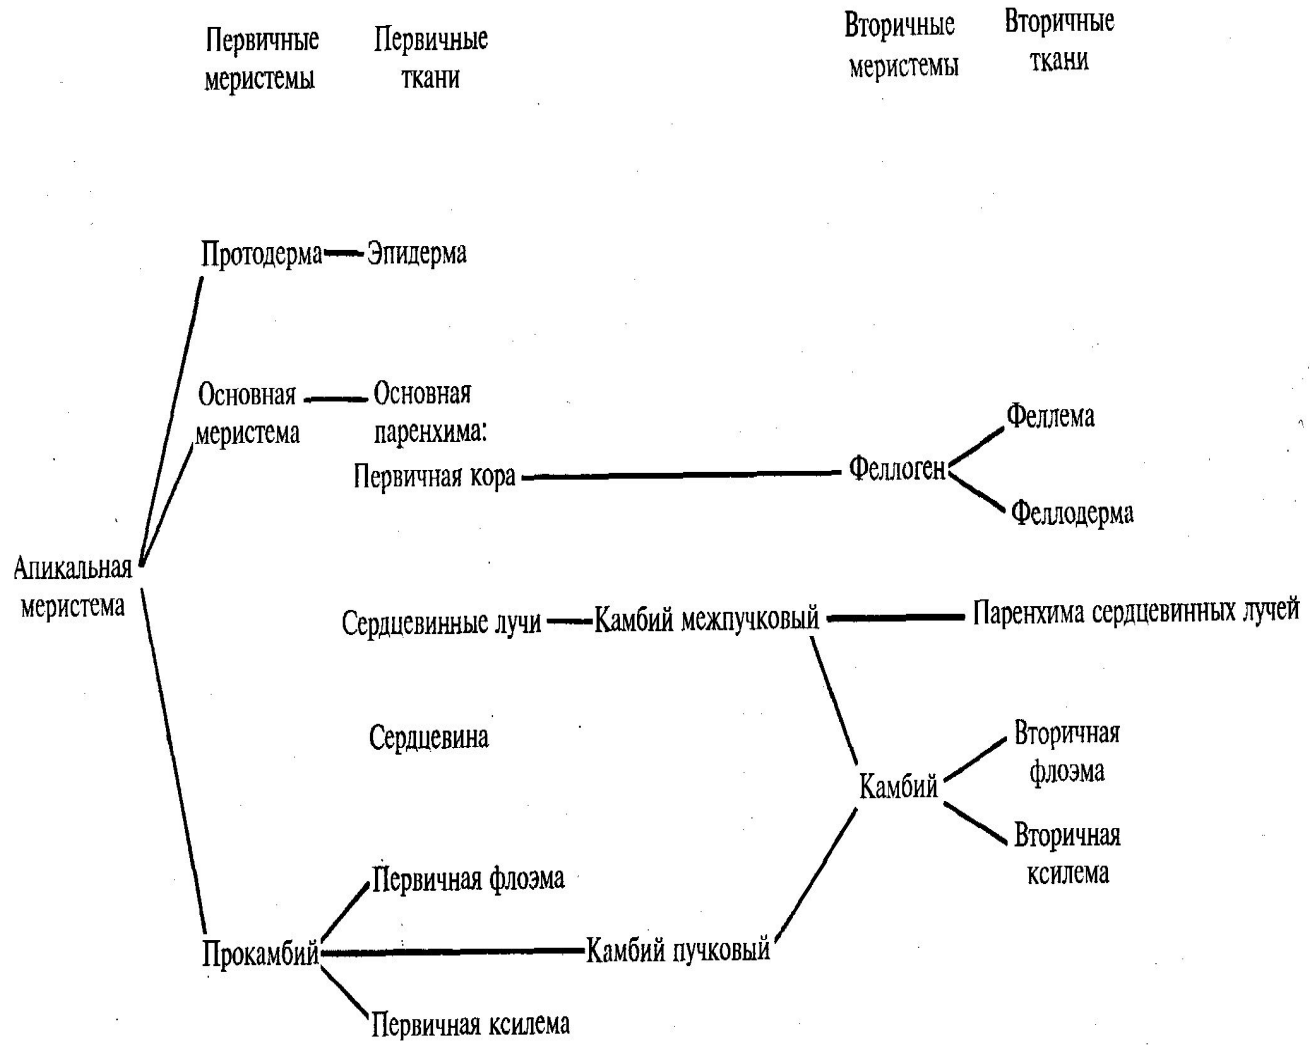 Первичные
меристемы
Первичные
ткани
Вторичные
меристемы
Вторичные
ткани
Протодерма
Эпидерма
Основная
меристема
Основная
паренхима:
Первичная кора
Феллоген
Феллема
Феллодерма
Апикальная
меристема
Сердцевинные лучи
Камбий межпучковый
Паренхима сердцевинных лучей
Сердцевина
Камбий
Вторичная
флоэма
Вторичная
ксилема
Первичная флоэма
Прокамбий
Камбий пучковый
Первичная ксилема